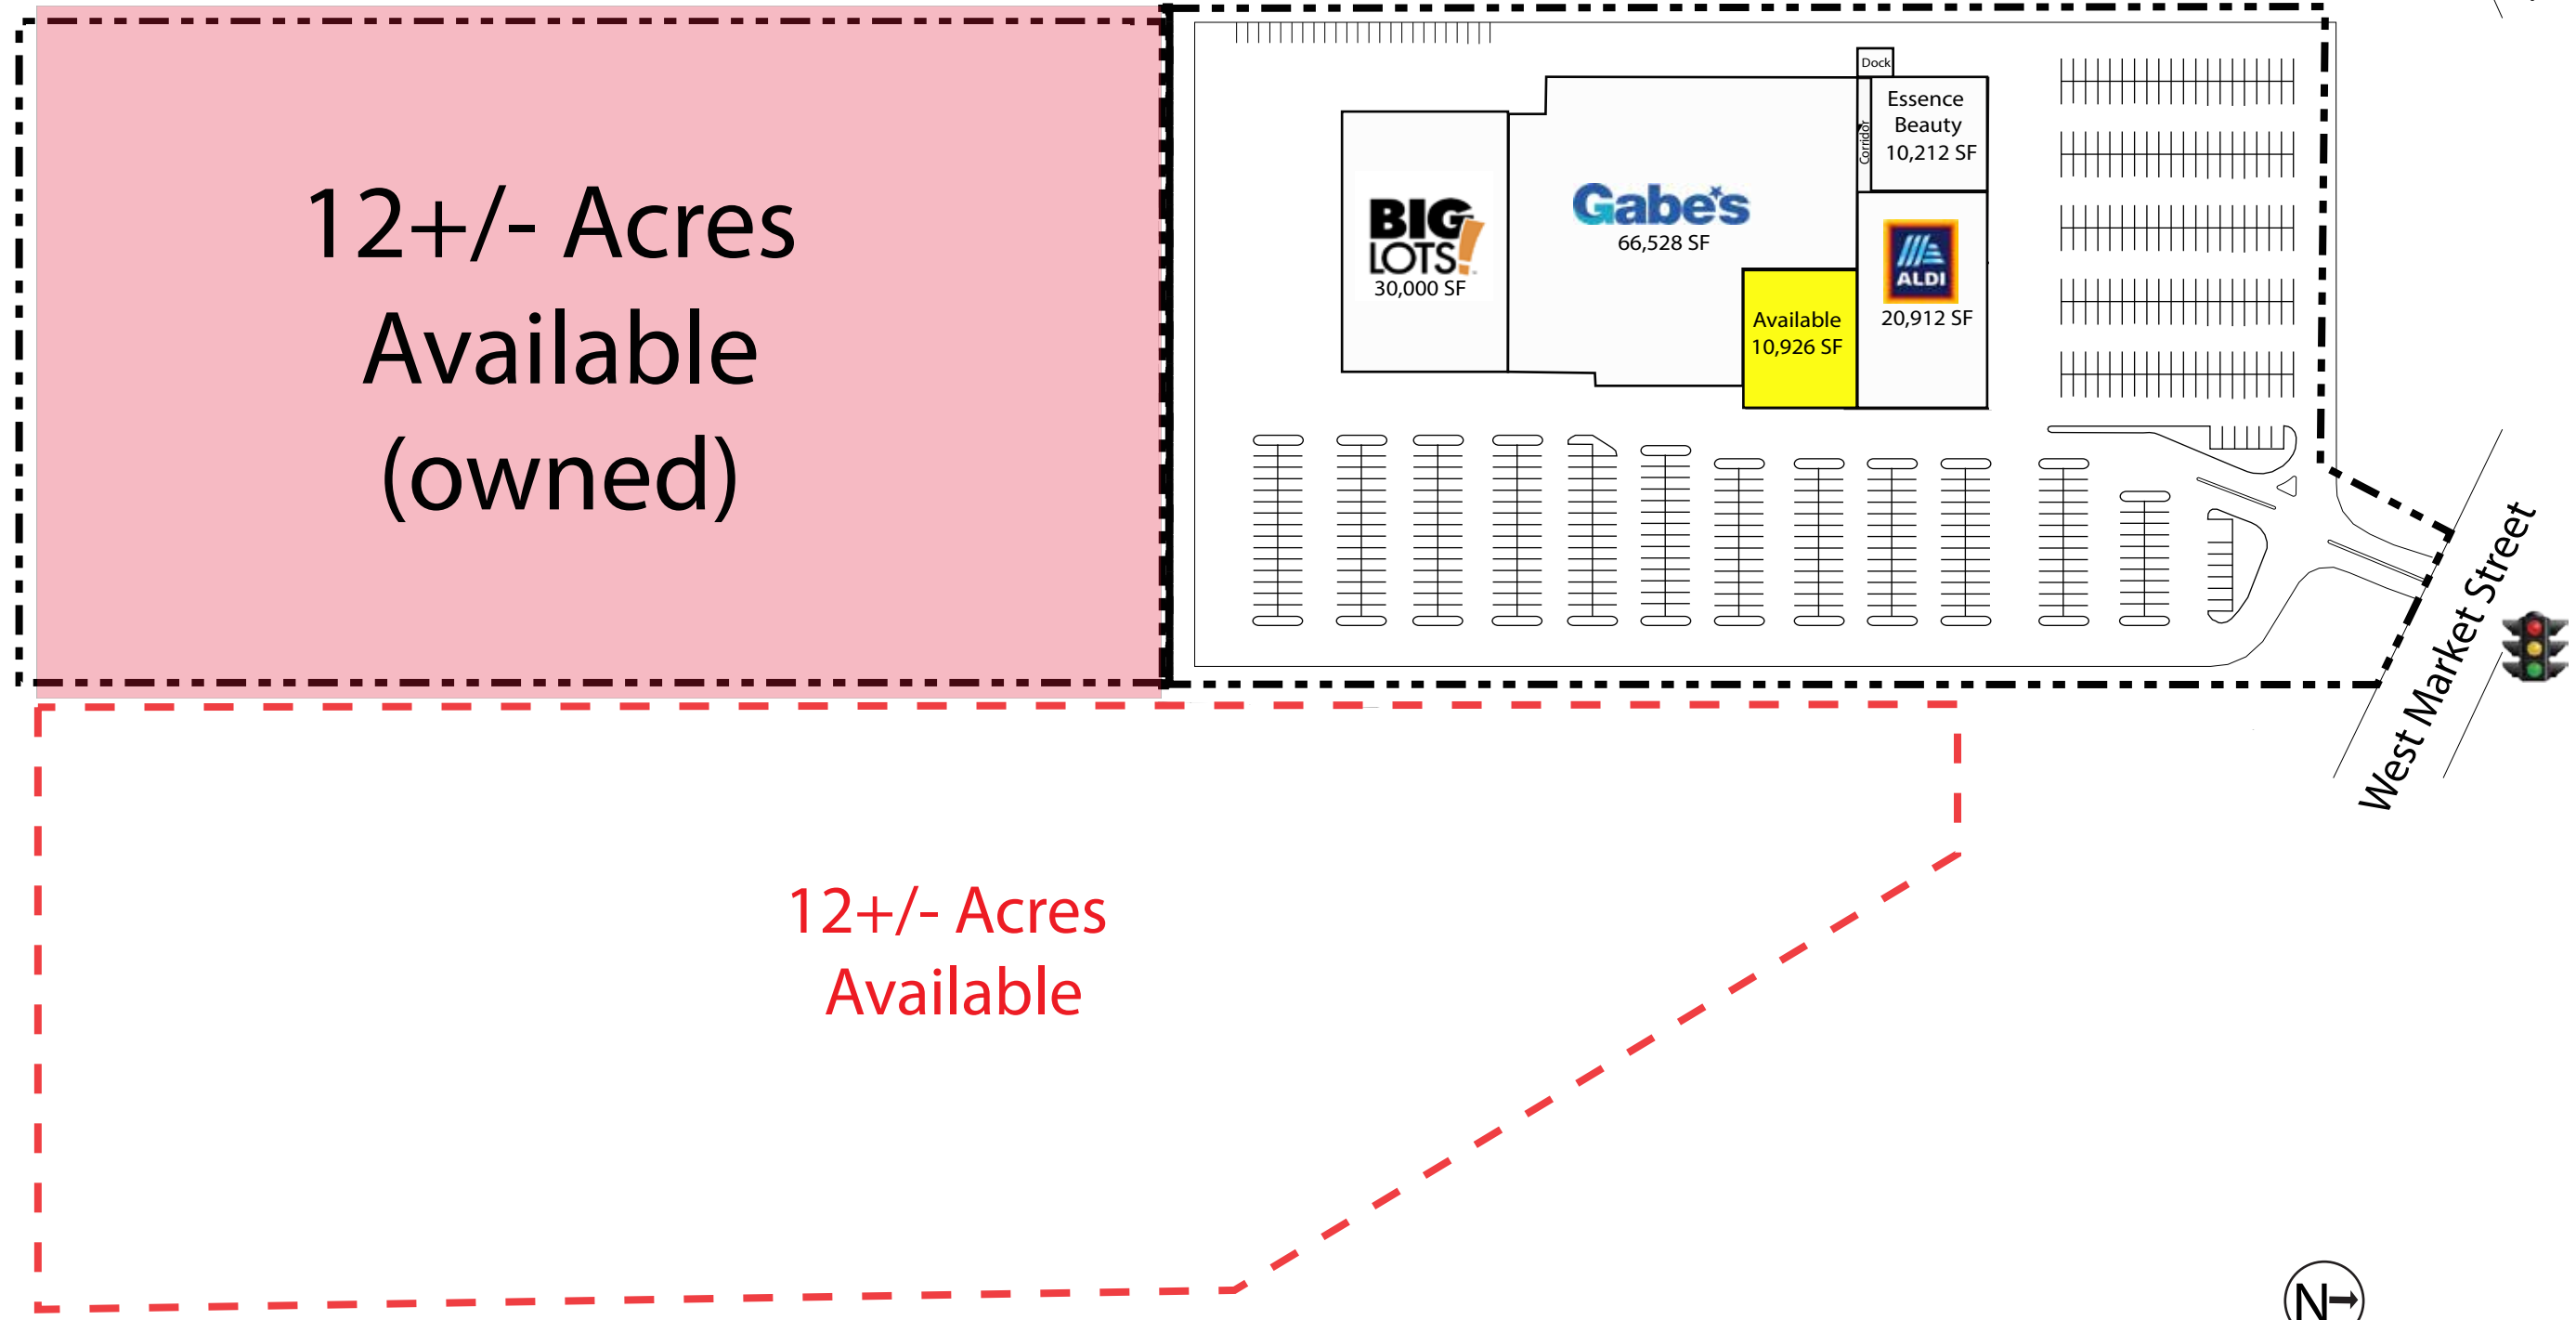 12+/- Acres
Available
(owned)
BIG
LOTS!
30,000 SF
Gabe's
66,528 SF
Dock
Corridor
Essence
Beauty
10,212 SF
ALDI
20,912 SF
Available
10,926 SF
West Market Street
12+/- Acres
Available
N